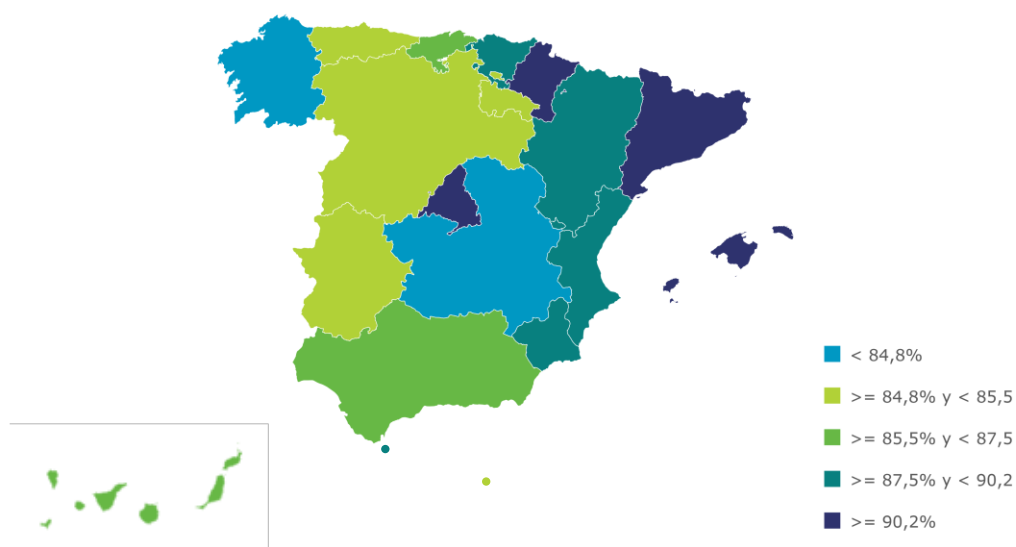 < 84,8%
>= 84,8% y < 85,5
>= 85,5% y < 87,5
>= 87,5% y < 90,2
>= 90,2%